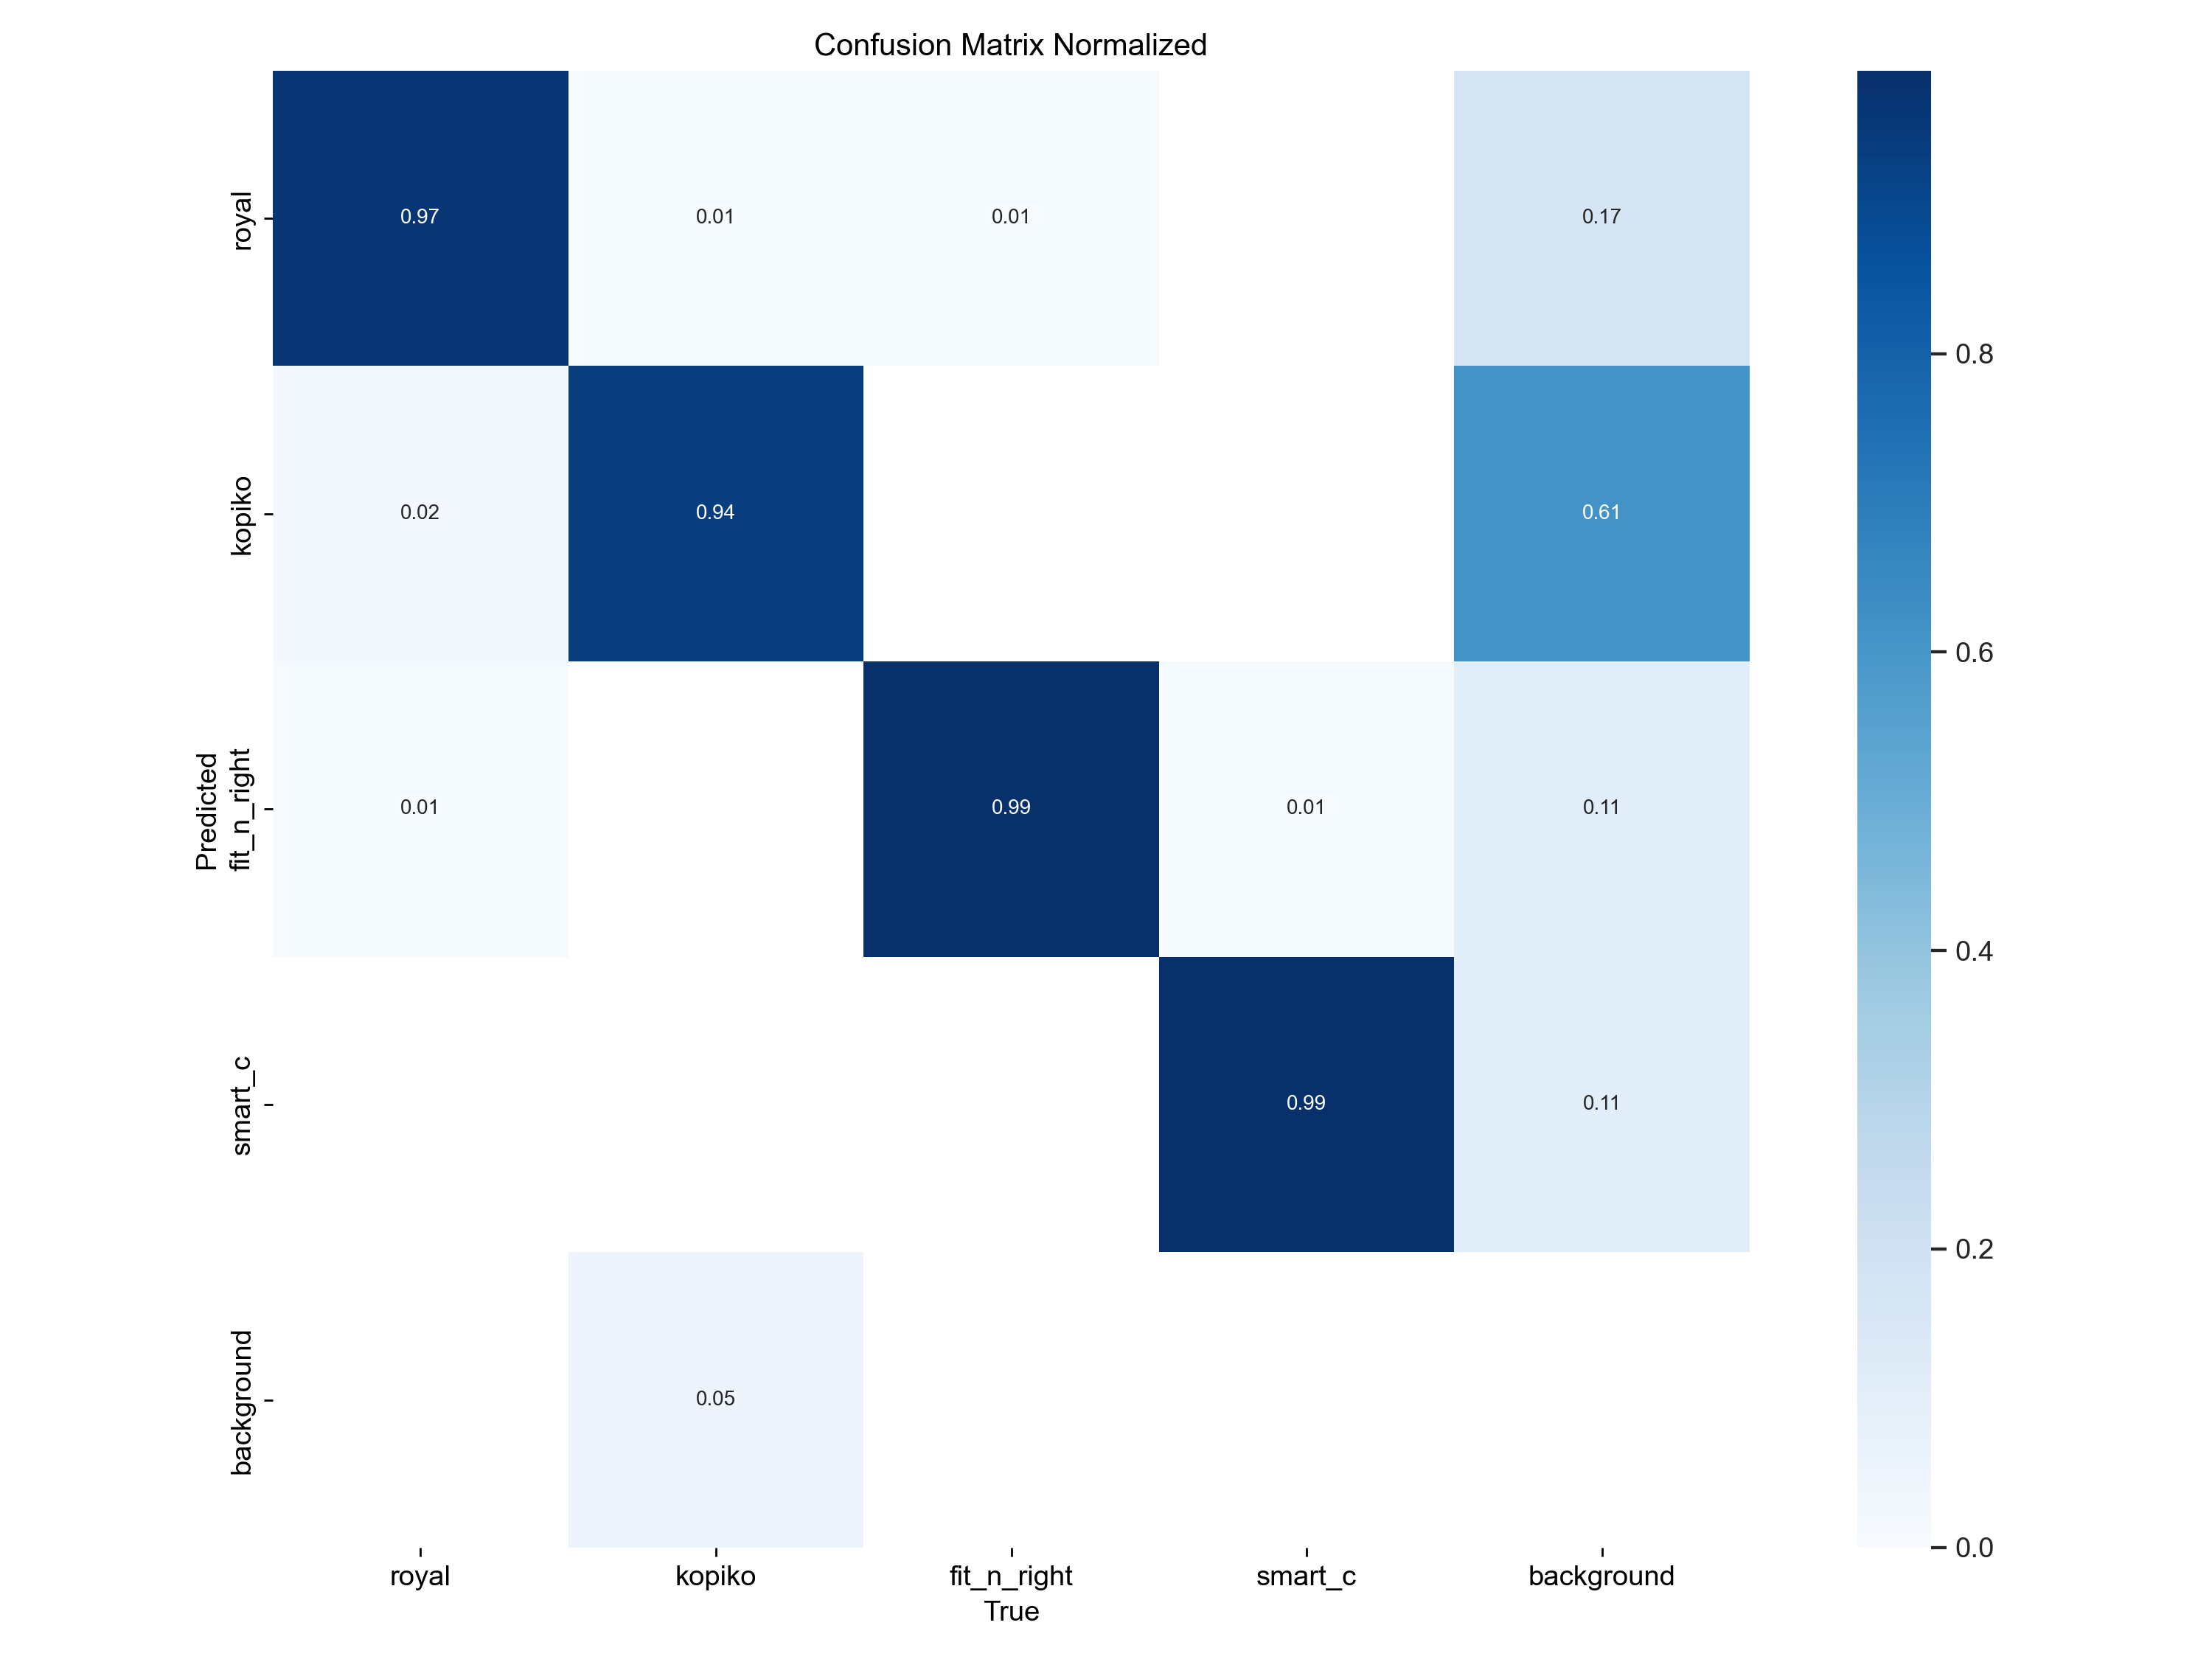 Confusion Matrix Normalized
royal
0.97
0.01
0.01
0.17
kopiko
0.02
0.94
0.61
Predicted
fit_n_right
0.01
0.99
0.01
0.11
smart_c
0.99
0.11
background
0.05
royal
kopiko
fit_n_right
smart_c
background
True
0.8
0.6
0.4
0.2
0.0